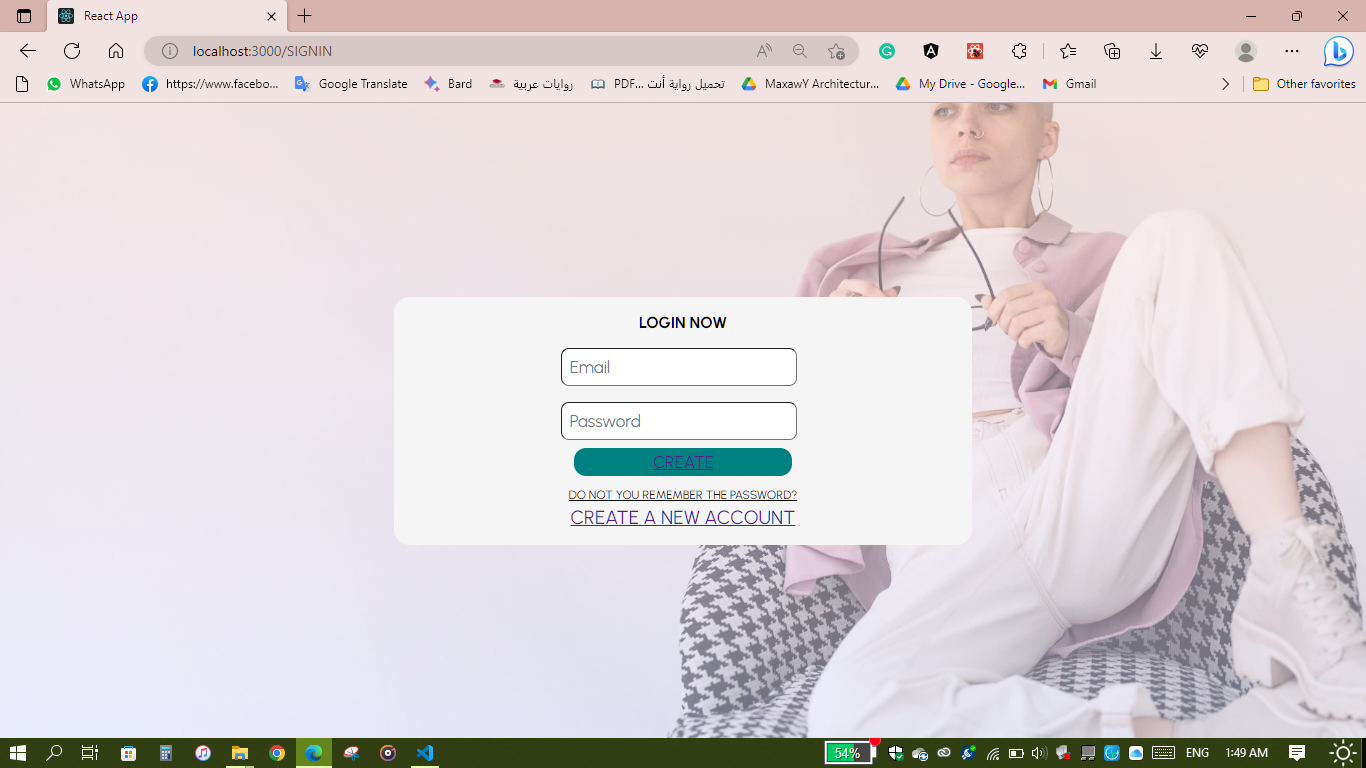 React App
localhost:3000/SIGNIN
WhatsApp
https://www.facebo...
Google Translate
Bard
روايات عربية
تحميل رواية أنت ...PDF
MaxawY Architectur...
My Drive - Google...
Gmail
Other favorites
LOGIN NOW
Email
Password
CREATE
DO NOT YOU REMEMBER THE PASSWORD?
CREATE A NEW ACCOUNT
54%
ENG
1:49 AM